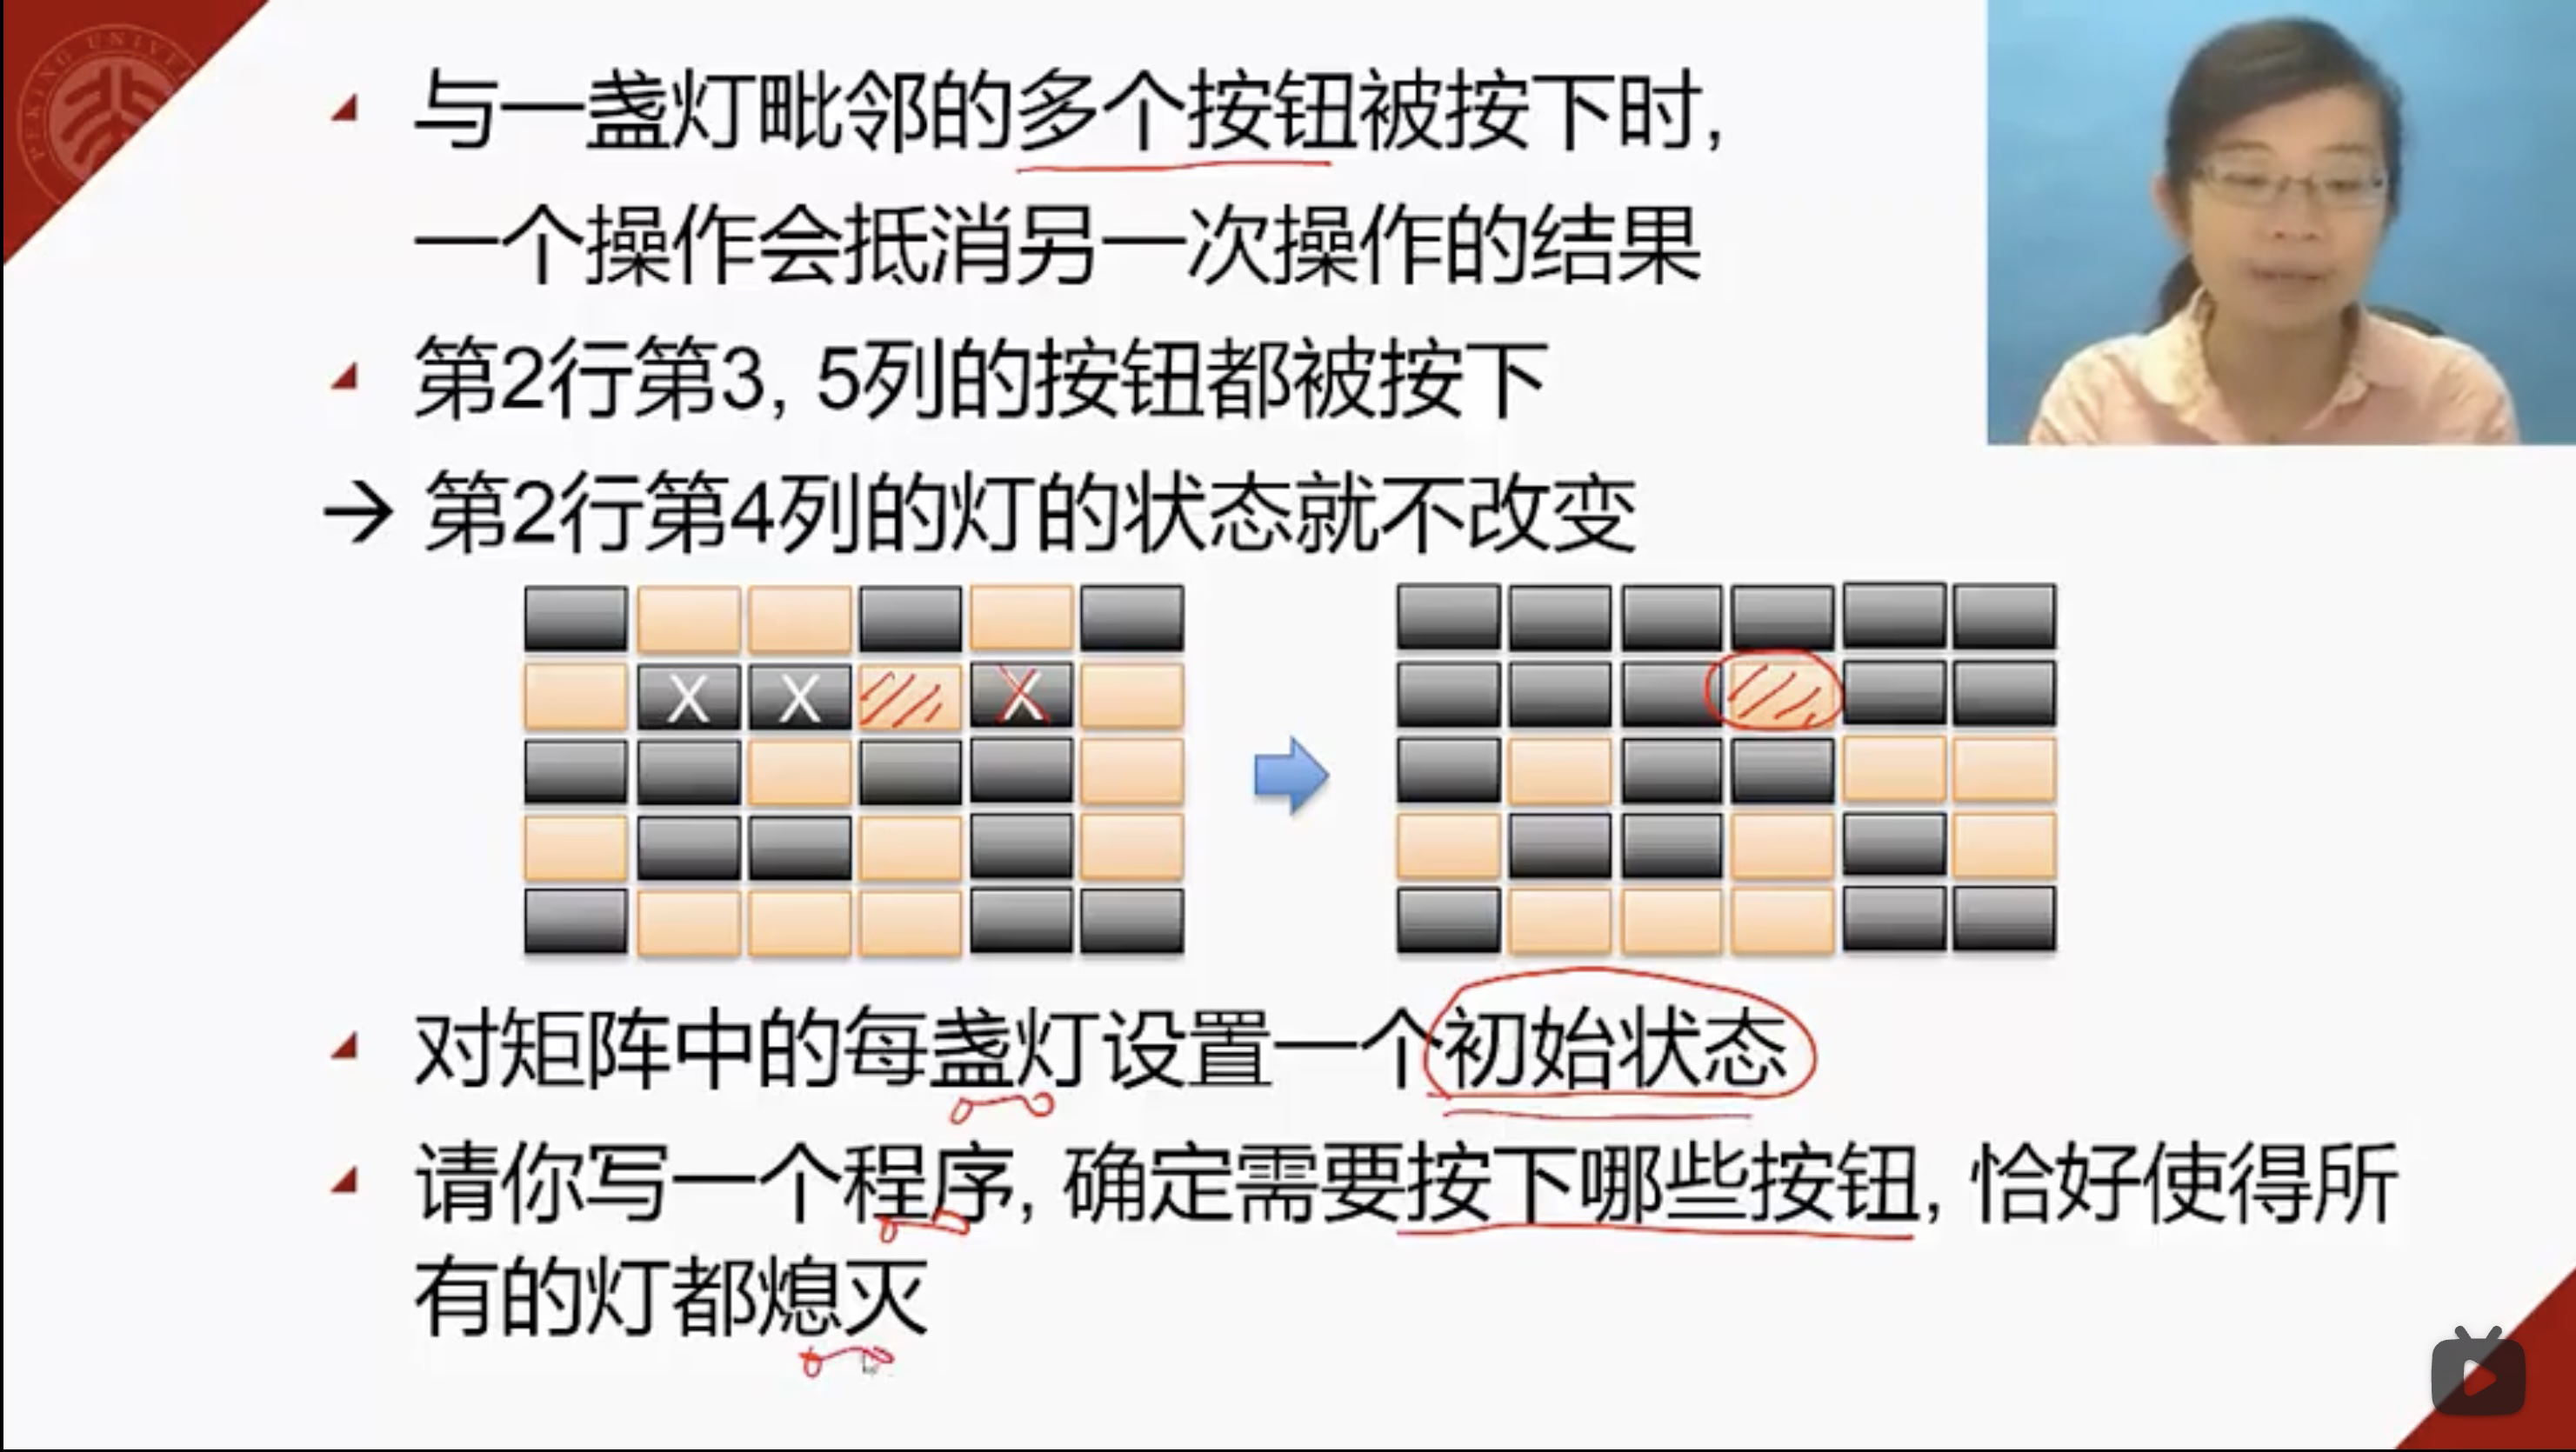 PEKING UNIV
与一盏灯毗邻的多个按钮被按下时,
一个操作会抵消另一次操作的结果
第2行第3, 5列的按钮都被按下
→ 第2行第4列的灯的状态就不改变
X X X
对矩阵中的每盏灯设置一个初始状态
请你写一个程序, 确定需要按下哪些按钮, 恰好使得所
有的灯都熄灭